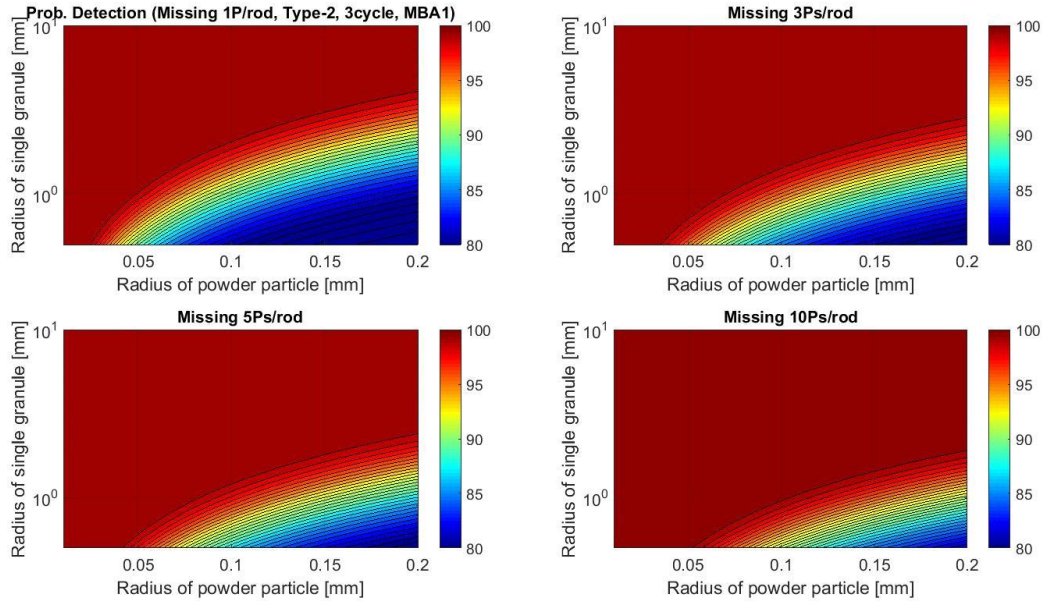 Prob. Detection (Missing 1P/rod, Type-2, 3cycle, MBA1)
Radius of single granule [mm]
10^1
10^0
0.05 0.1 0.15 0.2
Radius of powder particle [mm]
100
95
90
85
80
Missing 3Ps/rod
Radius of single granule [mm]
10^1
10^0
0.05 0.1 0.15 0.2
Radius of powder particle [mm]
100
95
90
85
80
Missing 5Ps/rod
Radius of single granule [mm]
10^1
10^0
0.05 0.1 0.15 0.2
Radius of powder particle [mm]
100
95
90
85
80
Missing 10Ps/rod
Radius of single granule [mm]
10^1
10^0
0.05 0.1 0.15 0.2
Radius of powder particle [mm]
100
95
90
85
80